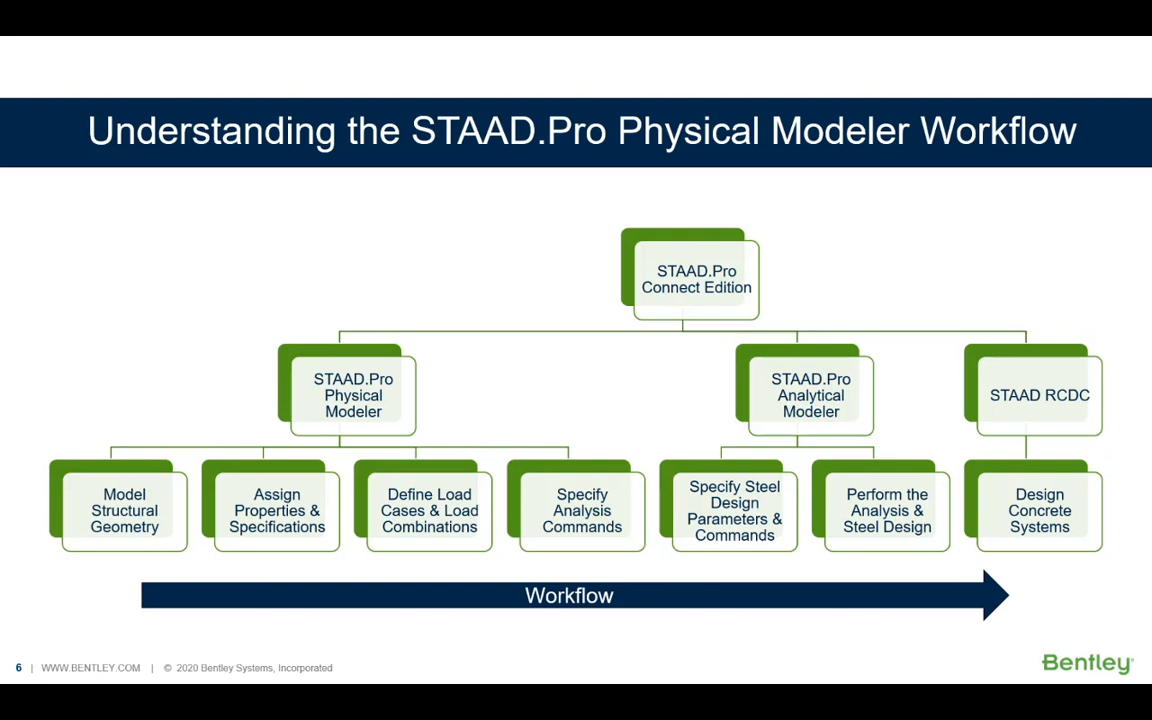 Understanding the STAAD.Pro Physical Modeler Workflow
STAAD.Pro
Connect Edition
STAAD.Pro
Physical
Modeler
STAAD.Pro
Analytical
Modeler
STAAD RCDC
Model
Structural
Geometry
Assign
Properties &
Specifications
Define Load
Cases & Load
Combinations
Specify
Analysis
Commands
Specify Steel
Design
Parameters &
Commands
Perform the
Analysis &
Steel Design
Design
Concrete
Systems
Workflow
6 | WWW.BENTLEY.COM | © 2020 Bentley Systems, Incorporated
Bentley